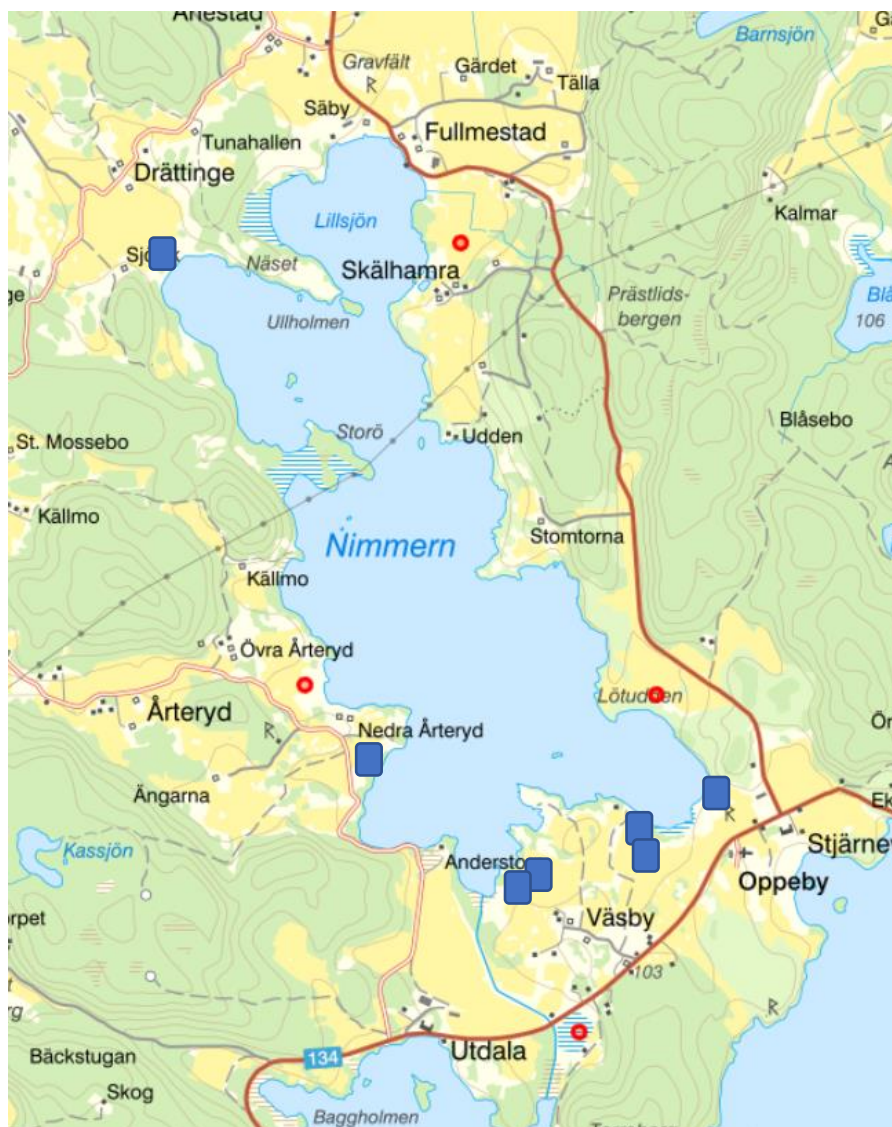 Barnsjön
Gravfält
Gärdet
Tälla
Säby
Fullmestad
Tunahallen
Drättinge
Lillsjön
Kalmar
Näset
Skälhamra
Ullholmen
Prästlids-
bergen
106
Storö
Udden
Blåsebo
St. Mossebo
Källmo
Nimmern
Stomtorna
Källmo
Övra Årteryd
Lötudden
Årteryd
Nedra Årteryd
Ängarna
Kassjön
Oppeby
Väsby
103
Utdala
134
Bäckstugan
Skog
Baggholmen